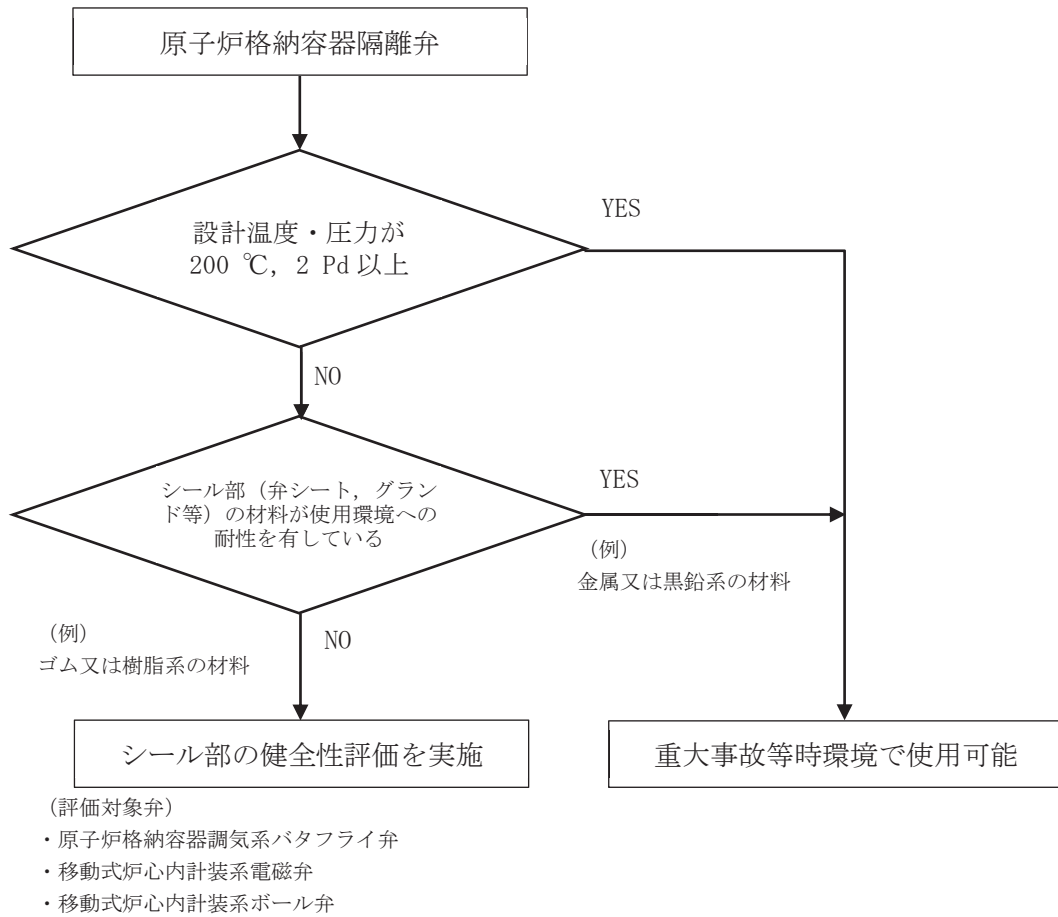 原子炉格納容器隔離弁
YES
設計温度・圧力が
200 ℃，2 Pd 以上
NO
シール部（弁シート，グラン
ド等）の材料が使用環境への
耐性を有している
YES
（例）
金属又は黒鉛系の材料
（例）
ゴム又は樹脂系の材料
NO
シール部の健全性評価を実施
重大事故等時環境で使用可能
（評価対象弁）
・原子炉格納容器調気系バタフライ弁
・移動式炉心内計装系電磁弁
・移動式炉心内計装系ボール弁